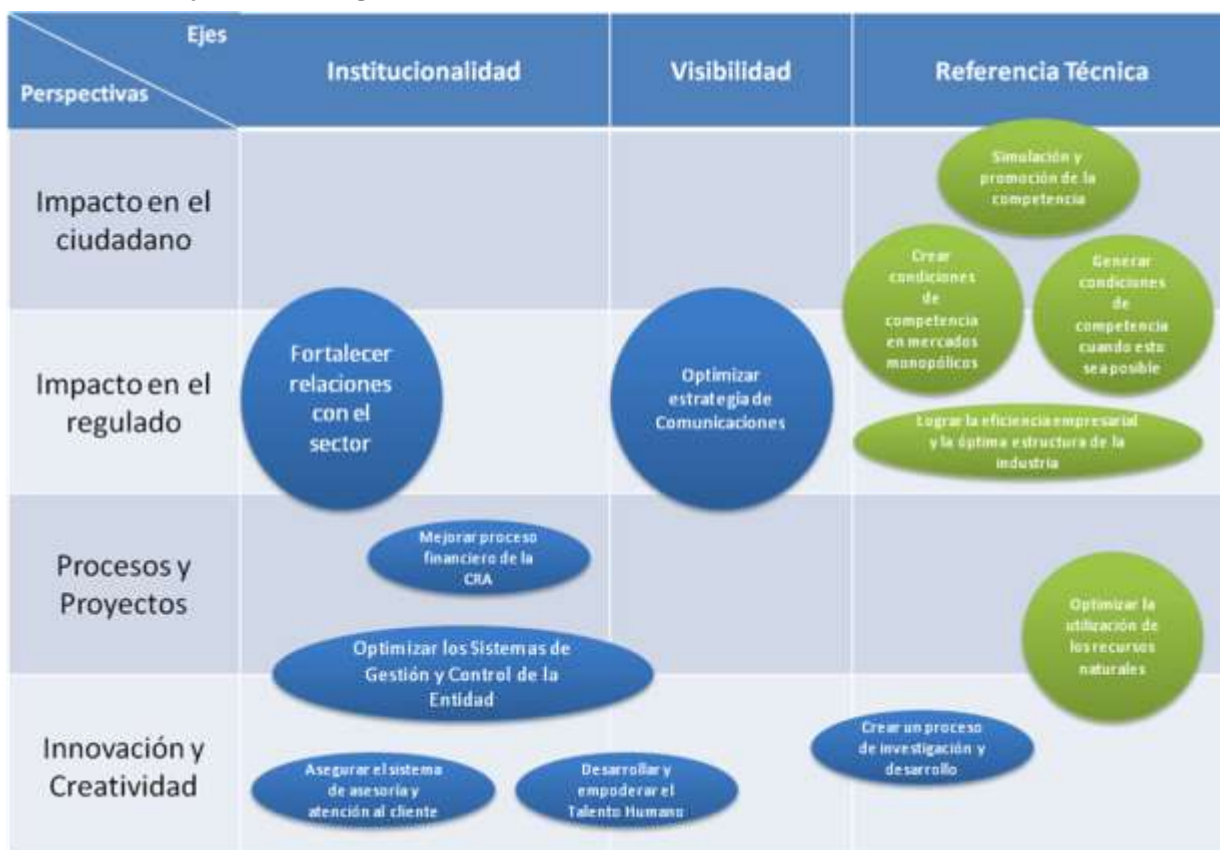 Ejes
Perspectivas
Institucionalidad
Visibilidad
Referencia Técnica
Impacto en el
ciudadano
Simulación y
promoción de la
competencia
Crear
condiciones
de
competencia
en mercados
monopólicos
Generar
condiciones
de
competencia
cuando esto
sea posible
Impacto en el
regulado
Fortalecer
relaciones
con el
sector
Optimizar
estrategia de
Comunicaciones
Lograr la eficiencia empresarial
y la óptima estructura de la
industria
Procesos y
Proyectos
Mejorar proceso
financiero de la
CRA
Optimizar los Sistemas de
Gestión y Control de la
Entidad
Optimizar la
utilización de
los recursos
naturales
Innovación y
Creatividad
Asegurar el sistema
de asesoría y
atención al cliente
Desarrollar y
empoderar el
Talento Humano
Crear un proceso
de investigación y
desarrollo